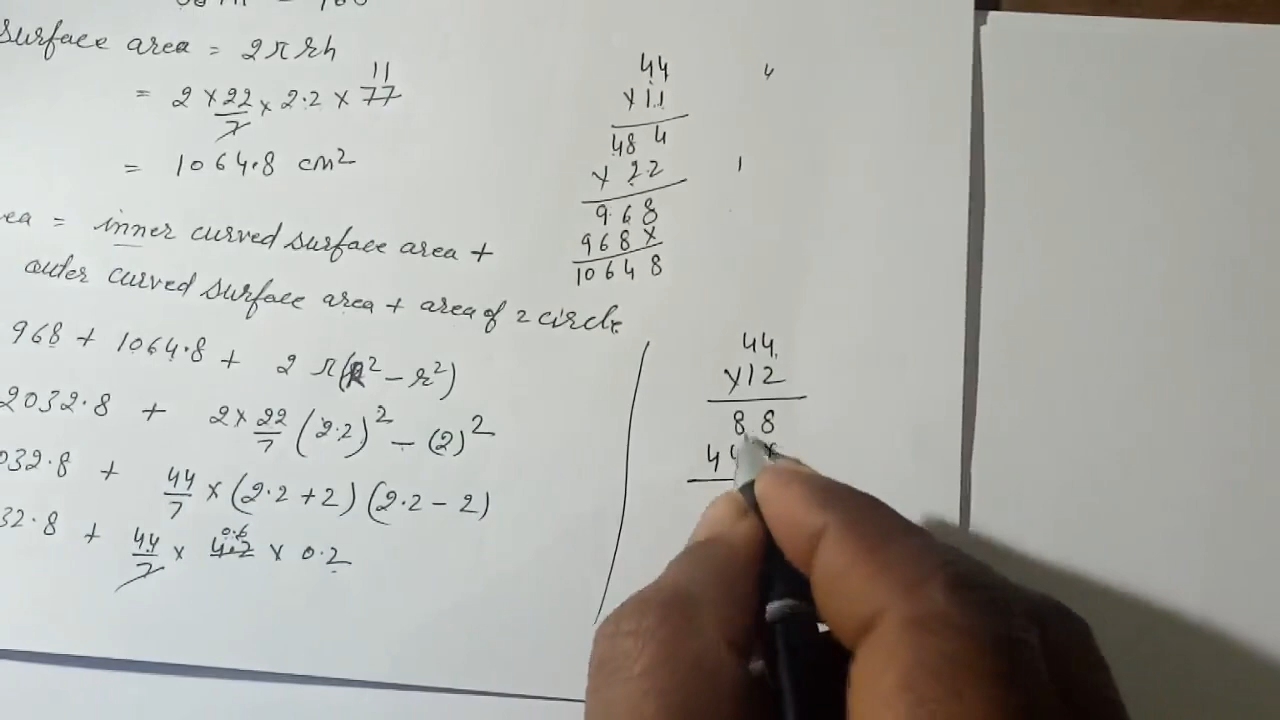 surface area = 2πrh
= 2 × 22/7 × 2.2 × 77 11
= 1064.8 cm²
ea = inner curved surface area +
outer curved surface area + area of 2 circle
968 + 1064.8 + 2 π(R² - r²)
2032.8 + 2 × 22/7 (2.2)² - (2)²
032.8 + 44/7 × (2.2 + 2) (2.2 - 2)
32.8 + 44/7 × 4.2 0.6 × 0.2
44
× 11
484
× 22
968
968×
10648
4
1
44
×12
88
44×